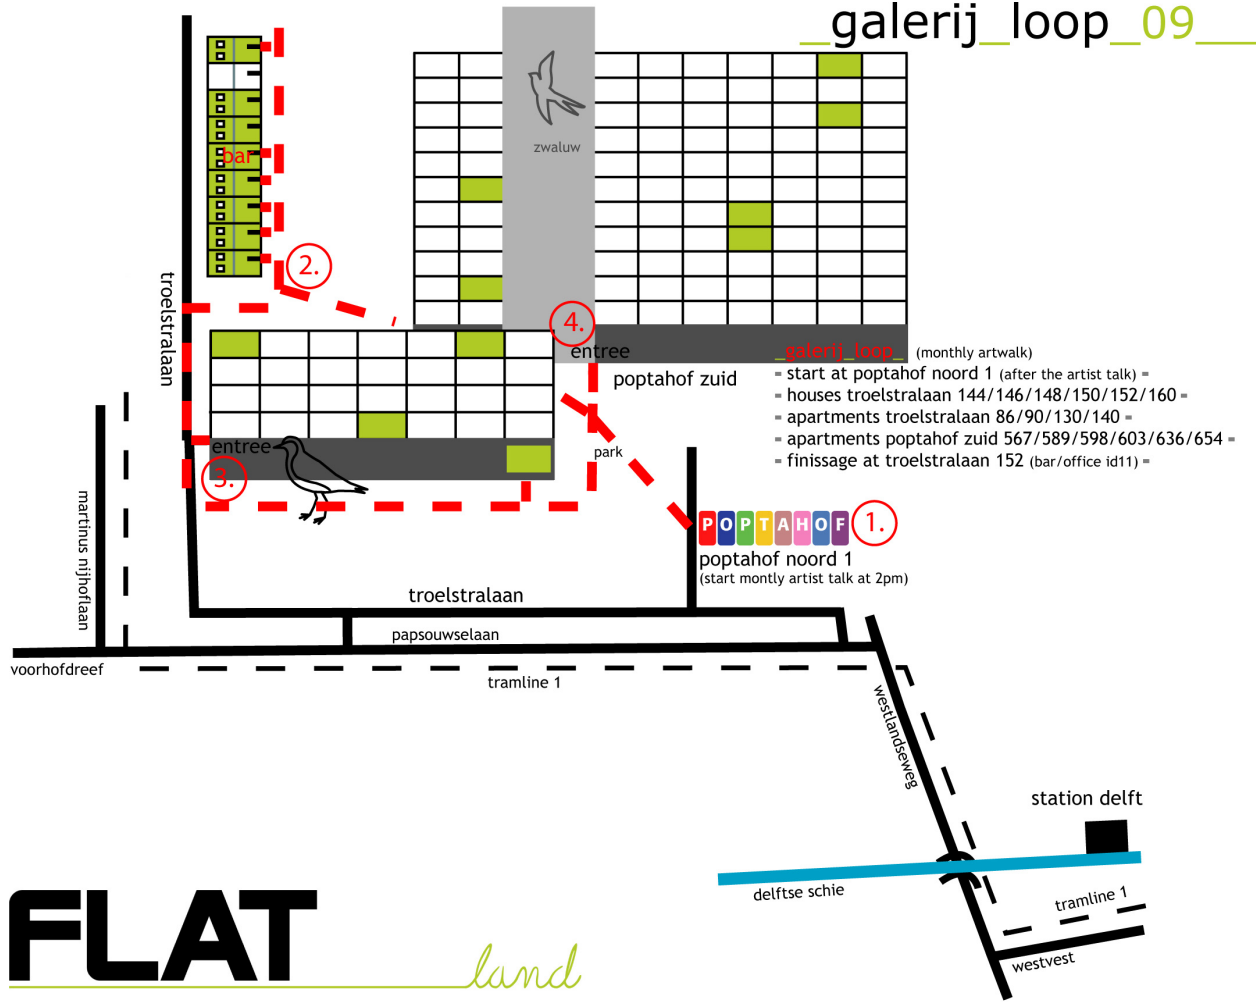 _galerij_loop_09__
zwaluw
bar
2.
troelstralaan
4.
entree
poptahof zuid
_galerij_loop_ (monthly artwalk)
- start at poptahof noord 1 (after the artist talk) -
- houses troelstralaan 144/146/148/150/152/160 -
- apartments troelstralaan 86/90/130/140 -
- apartments poptahof zuid 567/589/598/603/636/654 -
- finissage at troelstralaan 152 (bar/office id11) -
entree
park
3.
martinus nijhoflaan
POPTAHOF
1.
poptahof noord 1
(start montly artist talk at 2pm)
troelstralaan
papsouwselaan
voorhofdreef
tramline 1
westlandseweg
station delft
delftse schie
tramline 1
westvest
FLAT
land